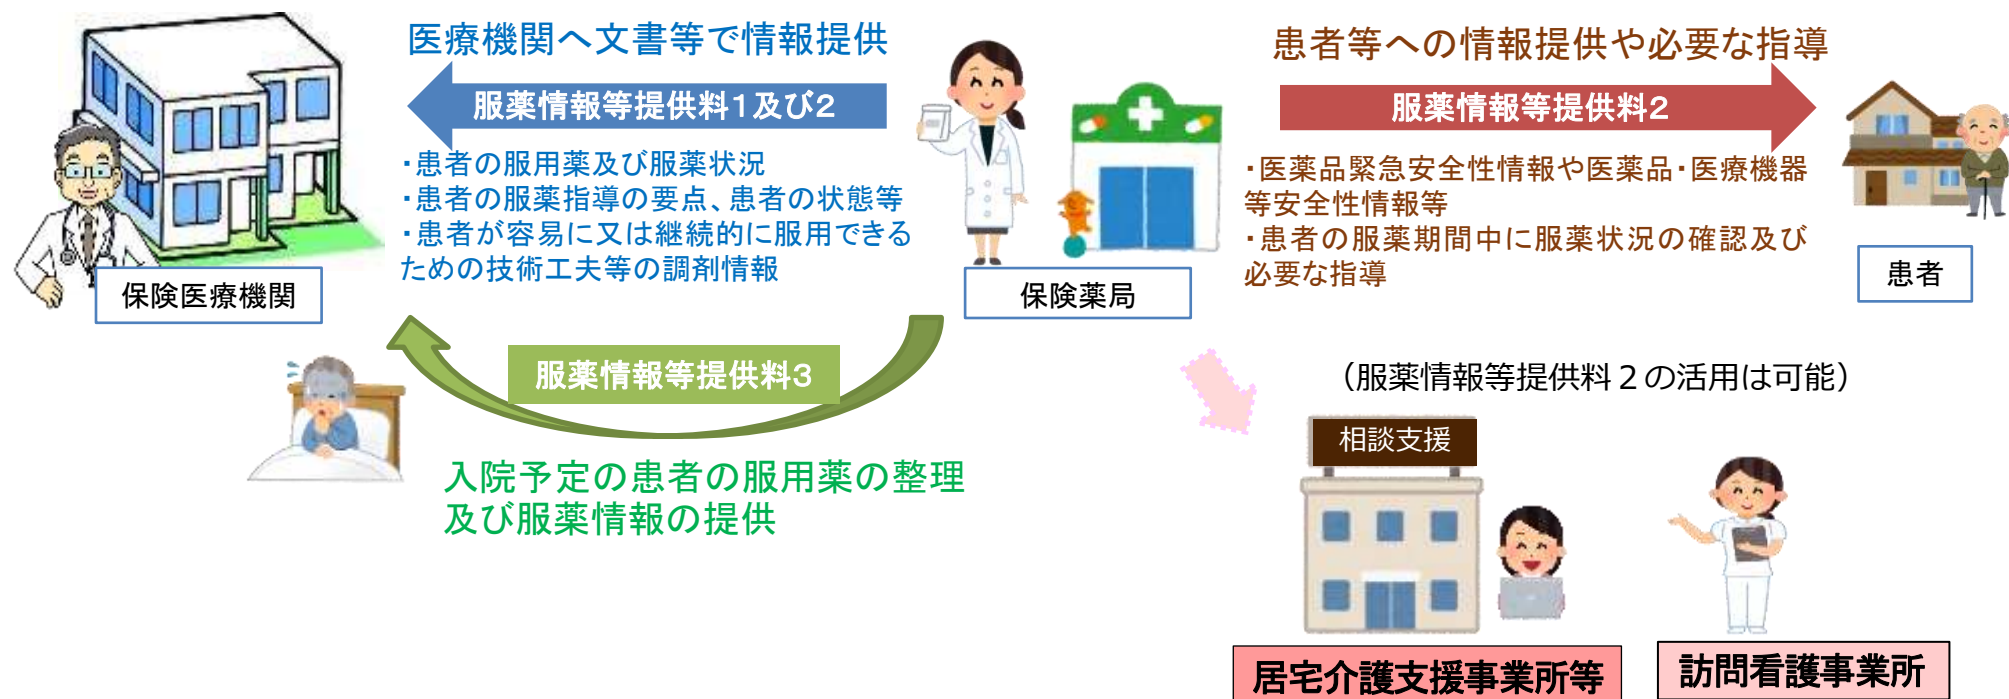 医療機関へ文書等で情報提供
服薬情報等提供料1及び2
・患者の服用薬及び服薬状況
・患者の服薬指導の要点、患者の状態等
・患者が容易に又は継続的に服用できる
ための技術工夫等の調剤情報
保険医療機関
保険薬局
患者等への情報提供や必要な指導
服薬情報等提供料2
・医薬品緊急安全性情報や医薬品・医療機器
等安全性情報等
・患者の服薬期間中に服薬状況の確認及び
必要な指導
患者
服薬情報等提供料3
入院予定の患者の服用薬の整理
及び服薬情報の提供
（服薬情報等提供料２の活用は可能）
相談支援
居宅介護支援事業所等
訪問看護事業所